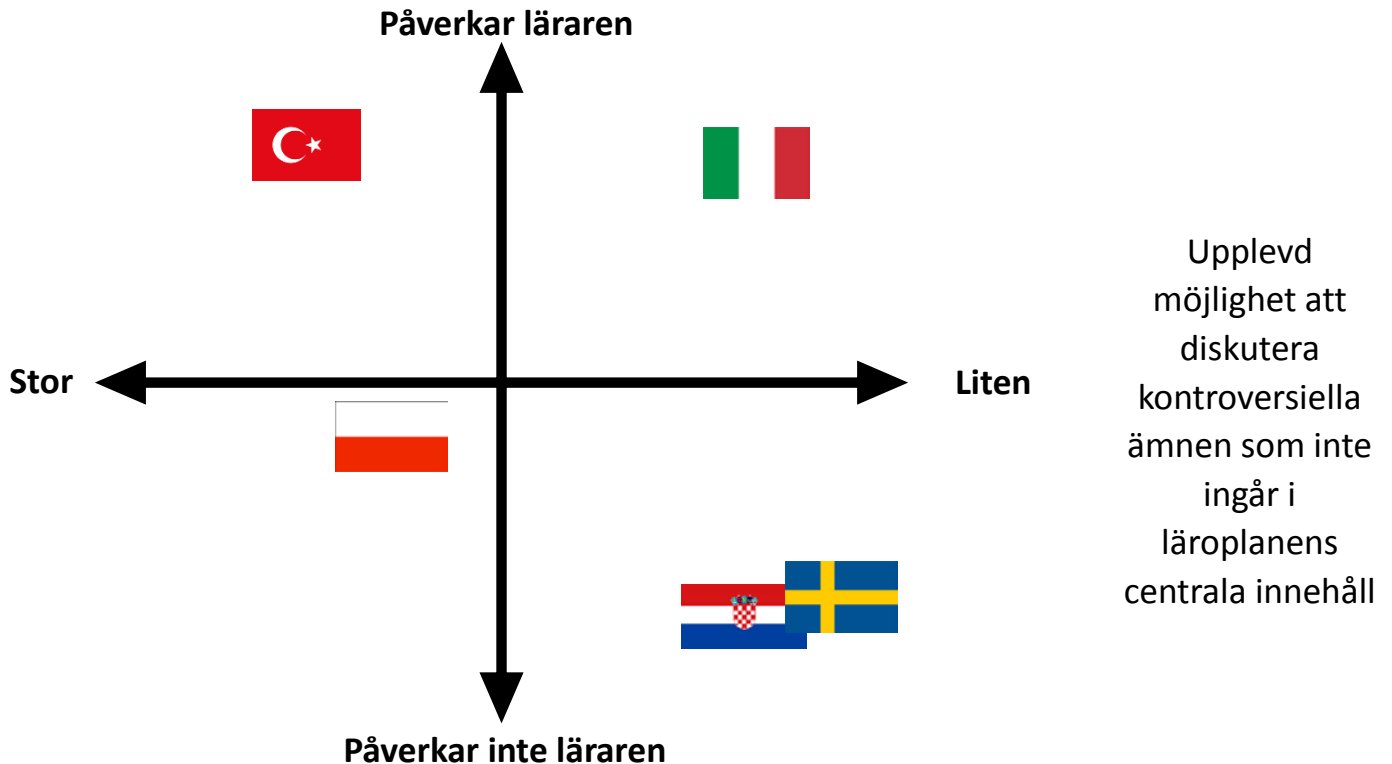 Påverkar läraren
Stor
Liten
Upplevd
möjlighet att
diskutera
kontroversiella
ämnen som inte
ingår i
läroplanens
centrala innehåll
Påverkar inte läraren